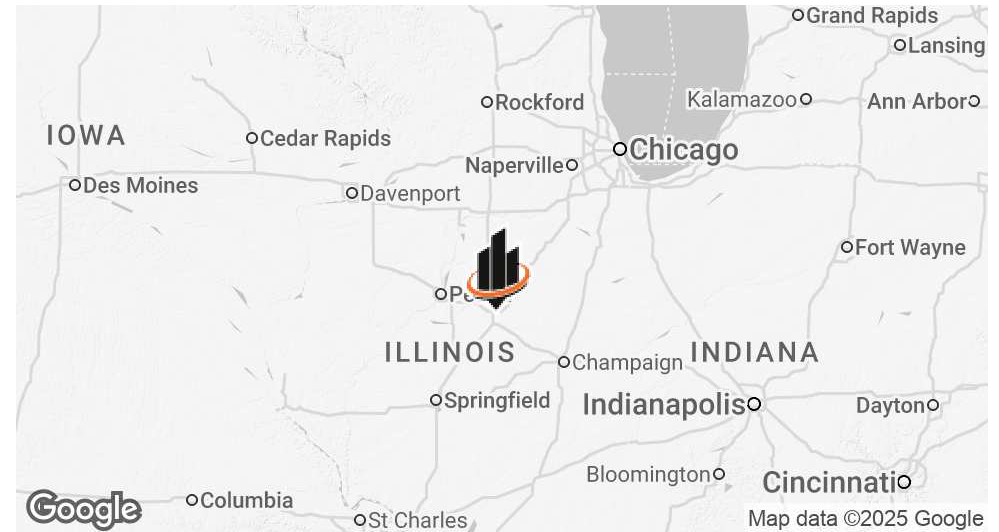 Grand Rapids
Lansing
Rockford
Kalamazoo
Ann Arbor
IOWA
Cedar Rapids
Chicago
Naperville
Des Moines
Davenport
Fort Wayne
ILLINOIS
INDIANA
Champaign
Springfield
Indianapolis
Dayton
Bloomington
Cincinnati
Columbia
St Charles
Google
Map data ©2025 Google